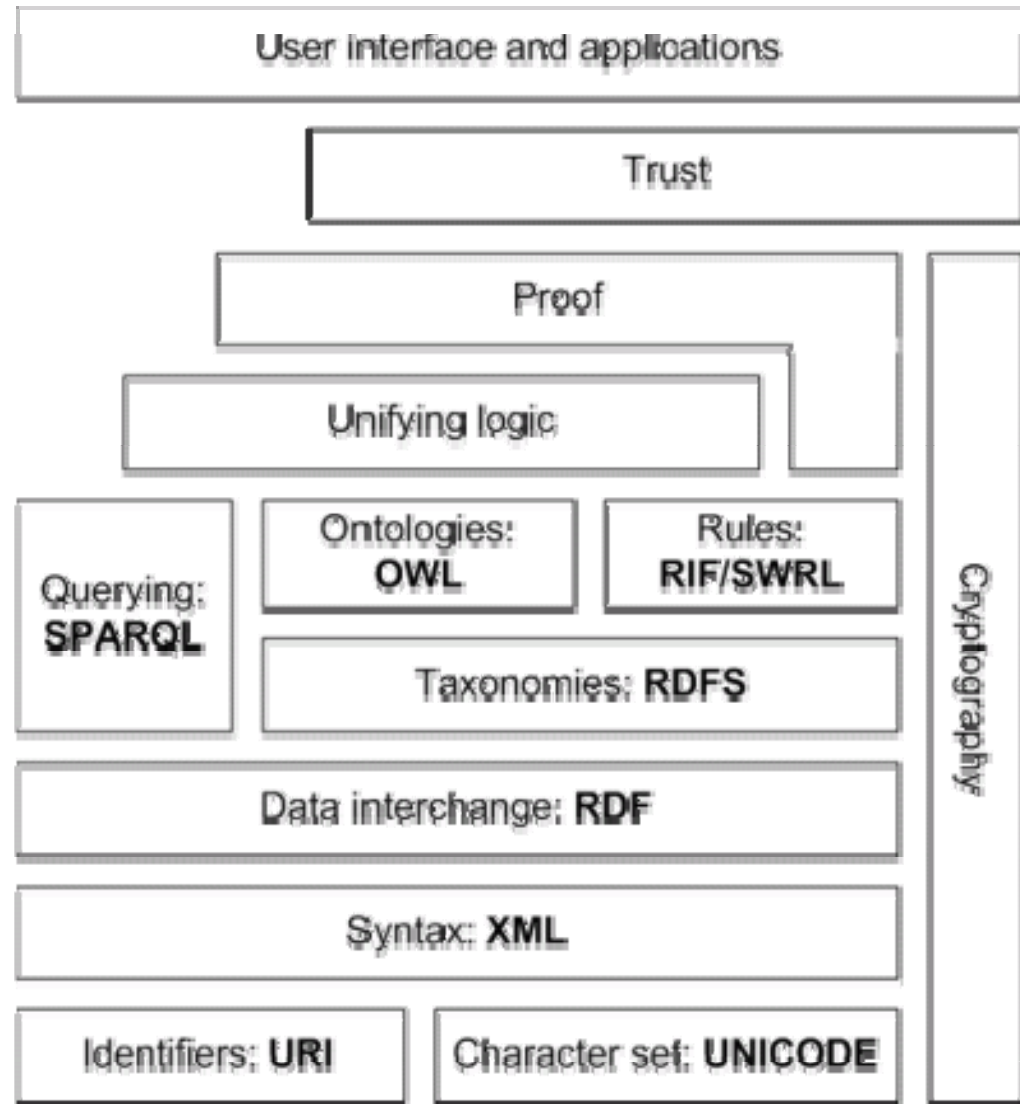 User interface and applications
Trust
Proof
Unifying logic
Querying:
SPARQL
Ontologies:
OWL
Rules:
RIF/SWRL
Taxonomies: RDFS
Data interchange: RDF
Syntax: XML
Identifiers: URI
Character set: UNICODE
Cryptography